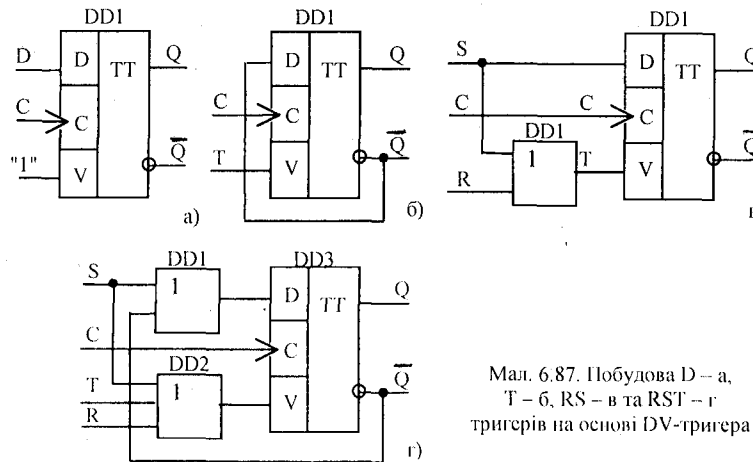 DD1
D
D
TT
Q
C
C
"1"
V
Q
а)
DD1
D
TT
Q
C
C
T
V
Q
б)
DD1
S
D
TT
Q
C
C
C
DD1
1
T
V
Q
R
DD1
DD3
S
1
D
TT
Q
C
C
DD2
Q
T
1
V
R
г)
Мал. 6.87. Побудова D – а,
T – б, RS – в та RST – г
тригерів на основі DV-тригера